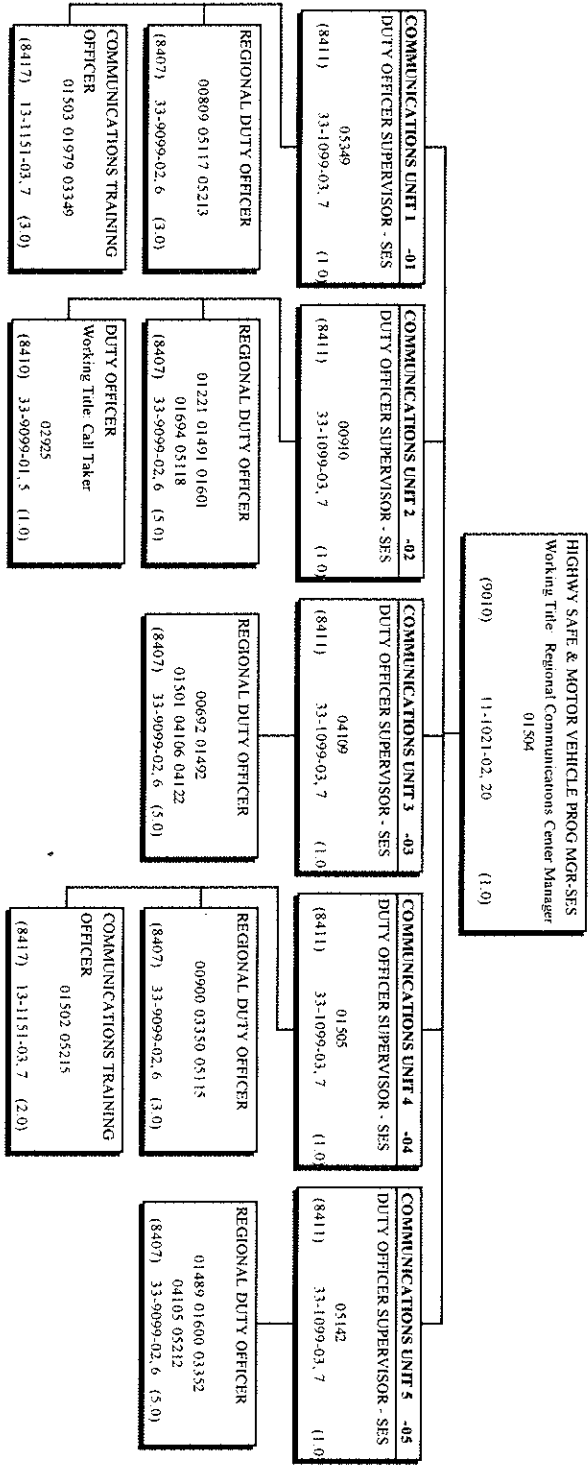 HIGHWY SAFE & MOTOR VEHICLE PROG MGR-SES
Working Title: Regional Communications Center Manager
01504
(9010) 11-1021-02, 20 (1.0)
COMMUNICATIONS UNIT 1 -01
DUTY OFFICER SUPERVISOR - SES
05349
(8411) 33-1099-03, 7 (1.0)
REGIONAL DUTY OFFICER
00809 05117 05213
(8407) 33-9099-02, 6 (3.0)
COMMUNICATIONS TRAINING
OFFICER
01503 01979 03349
(8417) 13-1151-03, 7 (3.0)
COMMUNICATIONS UNIT 2 -02
DUTY OFFICER SUPERVISOR - SES
00910
(8411) 33-1099-03, 7 (1.0)
REGIONAL DUTY OFFICER
01221 01491 01601
01694 05118
(8407) 33-9099-02, 6 (5.0)
DUTY OFFICER
Working Title: Call Taker
02925
(8410) 33-9099-01, 5 (1.0)
COMMUNICATIONS UNIT 3 -03
DUTY OFFICER SUPERVISOR - SES
04109
(8411) 33-1099-03, 7 (1.0)
REGIONAL DUTY OFFICER
00692 01492
01501 04106 04122
(8407) 33-9099-02, 6 (5.0)
COMMUNICATIONS UNIT 4 -04
DUTY OFFICER SUPERVISOR - SES
01505
(8411) 33-1099-03, 7 (1.0)
REGIONAL DUTY OFFICER
00900 03350 05115
(8407) 33-9099-02, 6 (3.0)
COMMUNICATIONS TRAINING
OFFICER
01502 05215
(8417) 13-1151-03, 7 (2.0)
COMMUNICATIONS UNIT 5 -05
DUTY OFFICER SUPERVISOR - SES
05142
(8411) 33-1099-03, 7 (1.0)
REGIONAL DUTY OFFICER
01489 01600 03352
04105 05212
(8407) 33-9099-02, 6 (5.0)